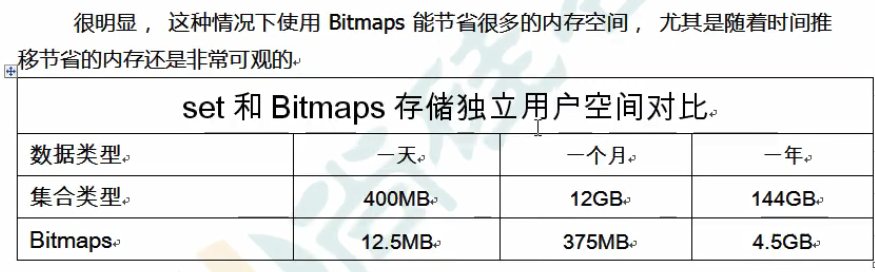 很明显， 这种情况下使用 Bitmaps 能节省很多的内存空间， 尤其是随着时间推
移节省的内存还是非常可观的
set 和 Bitmaps 存储独立用户空间对比
数据类型 一天 一个月 一年
集合类型 400MB 12GB 144GB
Bitmaps 12.5MB 375MB 4.5GB
尚硅